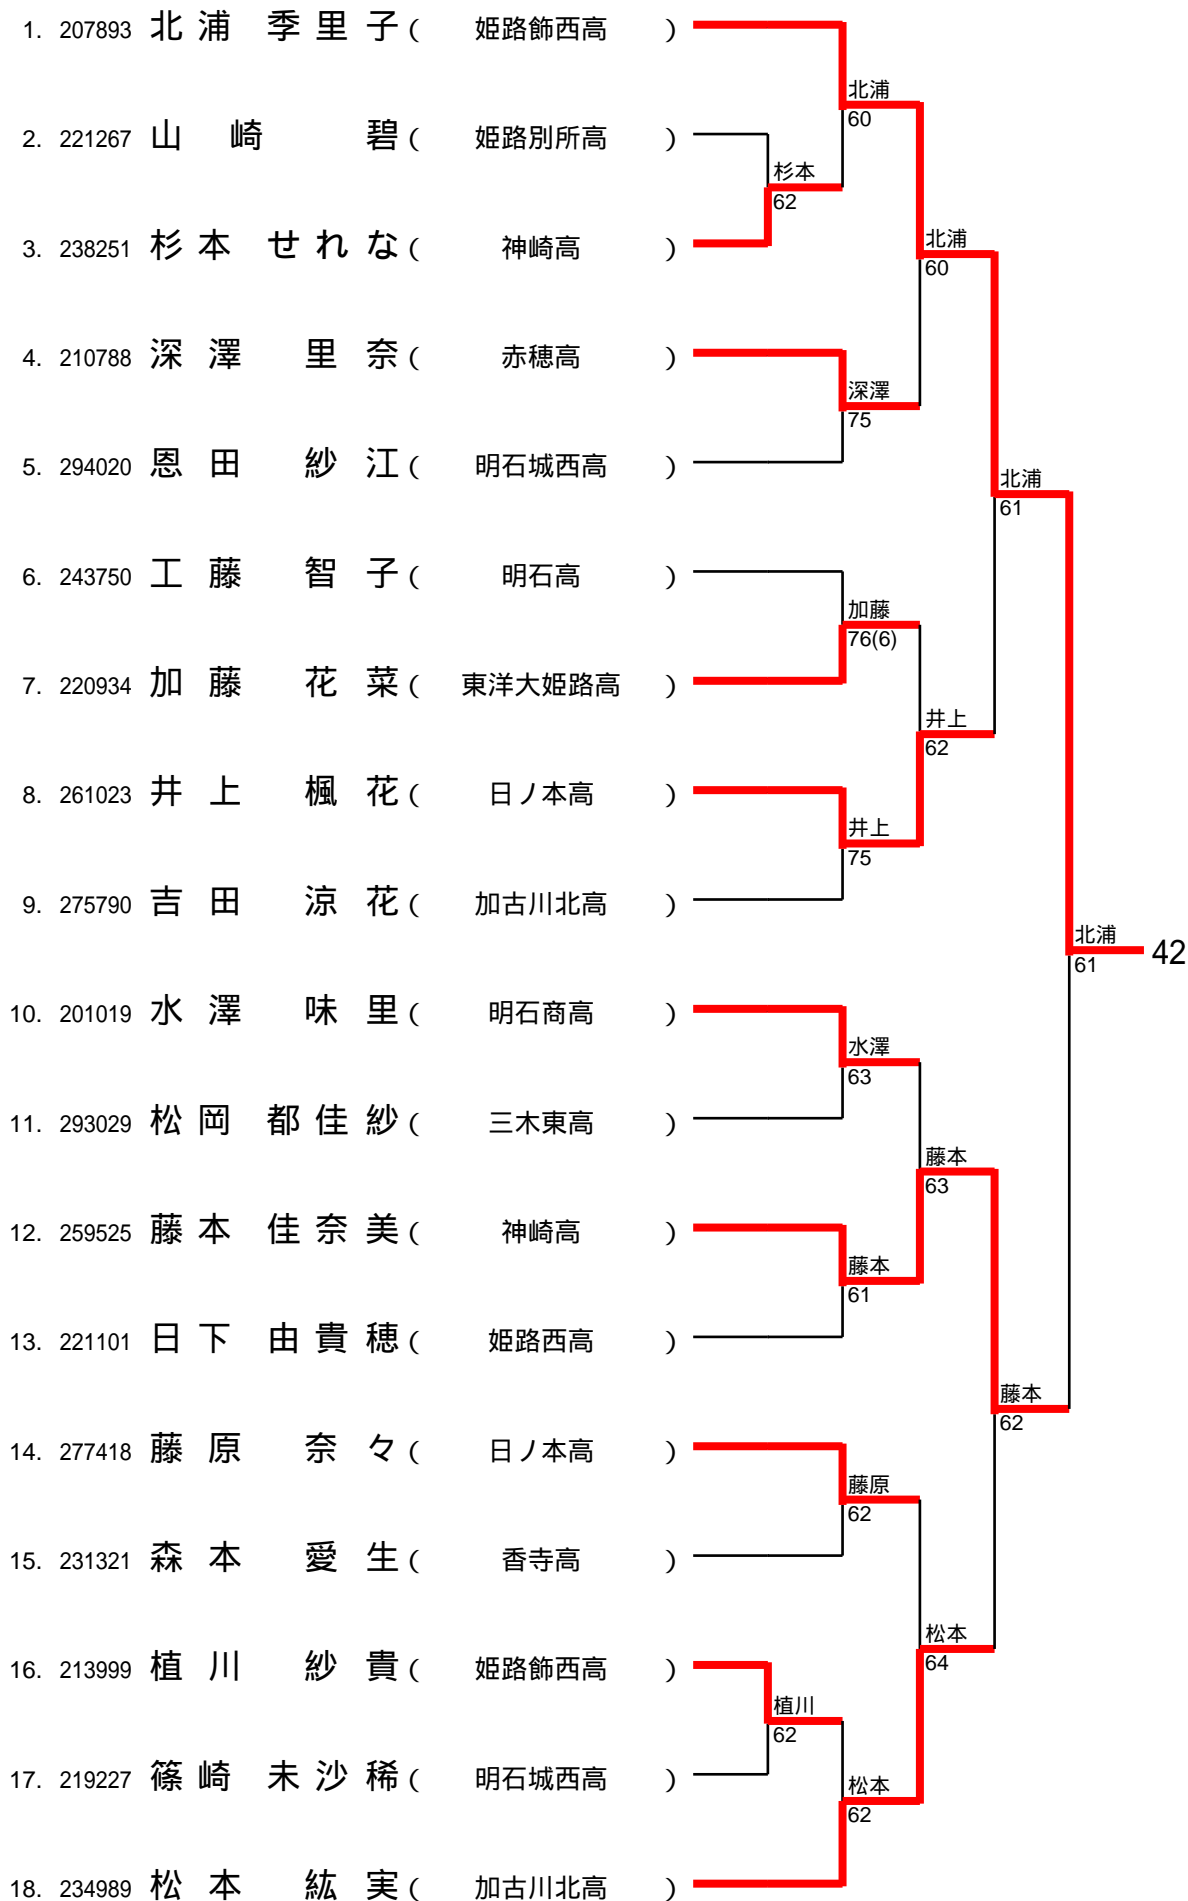 1. 207893 北浦 季里子 ( 姫路飾西高 )
北浦
60
2. 221267 山崎 碧 ( 姫路別所高 )
杉本
62
3. 238251 杉本 せれな ( 神崎高 )
北浦
60
4. 210788 深澤 里奈 ( 赤穂高 )
深澤
75
5. 294020 恩田 紗江 ( 明石城西高 )
北浦
61
6. 243750 工藤 智子 ( 明石高 )
加藤
76(6)
7. 220934 加藤 花菜 ( 東洋大姫路高 )
井上
62
8. 261023 井上 楓花 ( 日ノ本高 )
井上
75
9. 275790 吉田 涼花 ( 加古川北高 )
北浦
61
42
10. 201019 水澤 味里 ( 明石商高 )
水澤
63
11. 293029 松岡 都佳紗 ( 三木東高 )
藤本
63
12. 259525 藤本 佳奈美 ( 神崎高 )
藤本
61
13. 221101 日下 由貴穂 ( 姫路西高 )
藤本
62
14. 277418 藤原 奈々 ( 日ノ本高 )
藤原
62
15. 231321 森本 愛生 ( 香寺高 )
松本
64
16. 213999 植川 紗貴 ( 姫路飾西高 )
植川
62
17. 219227 篠崎 未沙稀 ( 明石城西高 )
松本
62
18. 234989 松本 紘実 ( 加古川北高 )